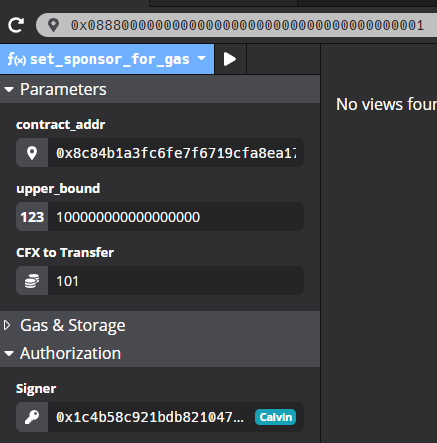 0x0888000000000000000000000000000000000001
f(x) set_sponsor_for_gas
Parameters
No views foun
contract_addr
0x8c84b1a3fc6fe7f6719cfa8ea17
upper_bound
123 100000000000000000
CFX to Transfer
101
Gas & Storage
Authorization
Signer
0x1c4b58c921bdb821047... Calvin